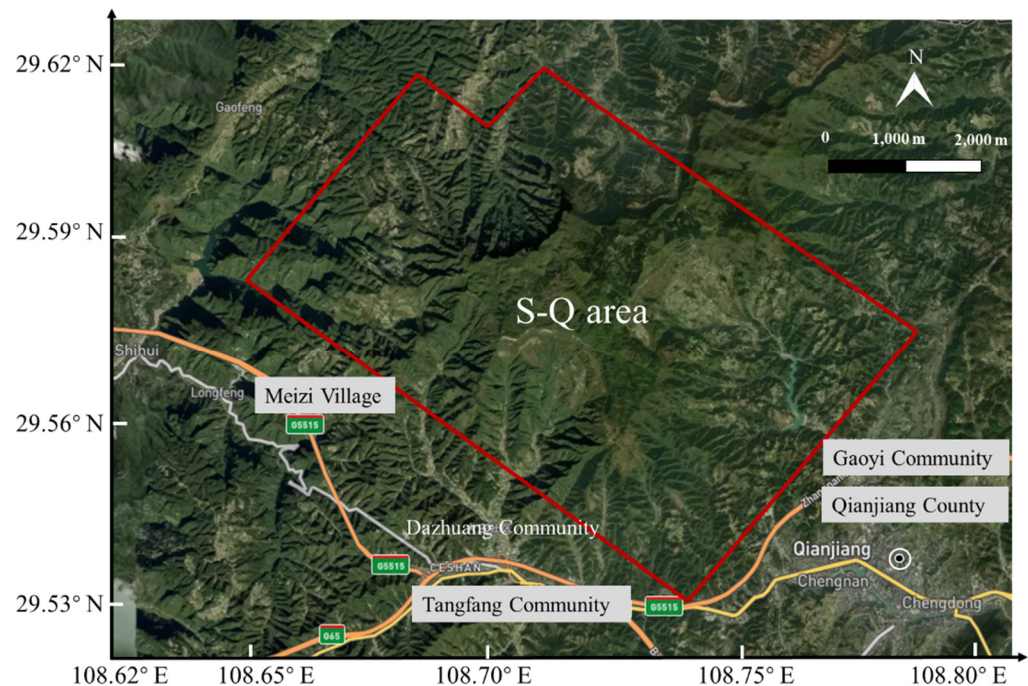 29.62° N
N
Gaofeng
0 1,000 m 2,000 m
29.59° N
S-Q area
Shihui
Longfeng
Meizi Village
29.56° N
G5515
Gaoyi Community
Qianjiang County
Dazhuang Community
Qianjiang
G5515
CESHAN
Chengnan
29.53° N
Tangfang Community
G5515
Chengdong
G65
108.62° E 108.65° E 108.70° E 108.75° E 108.80° E